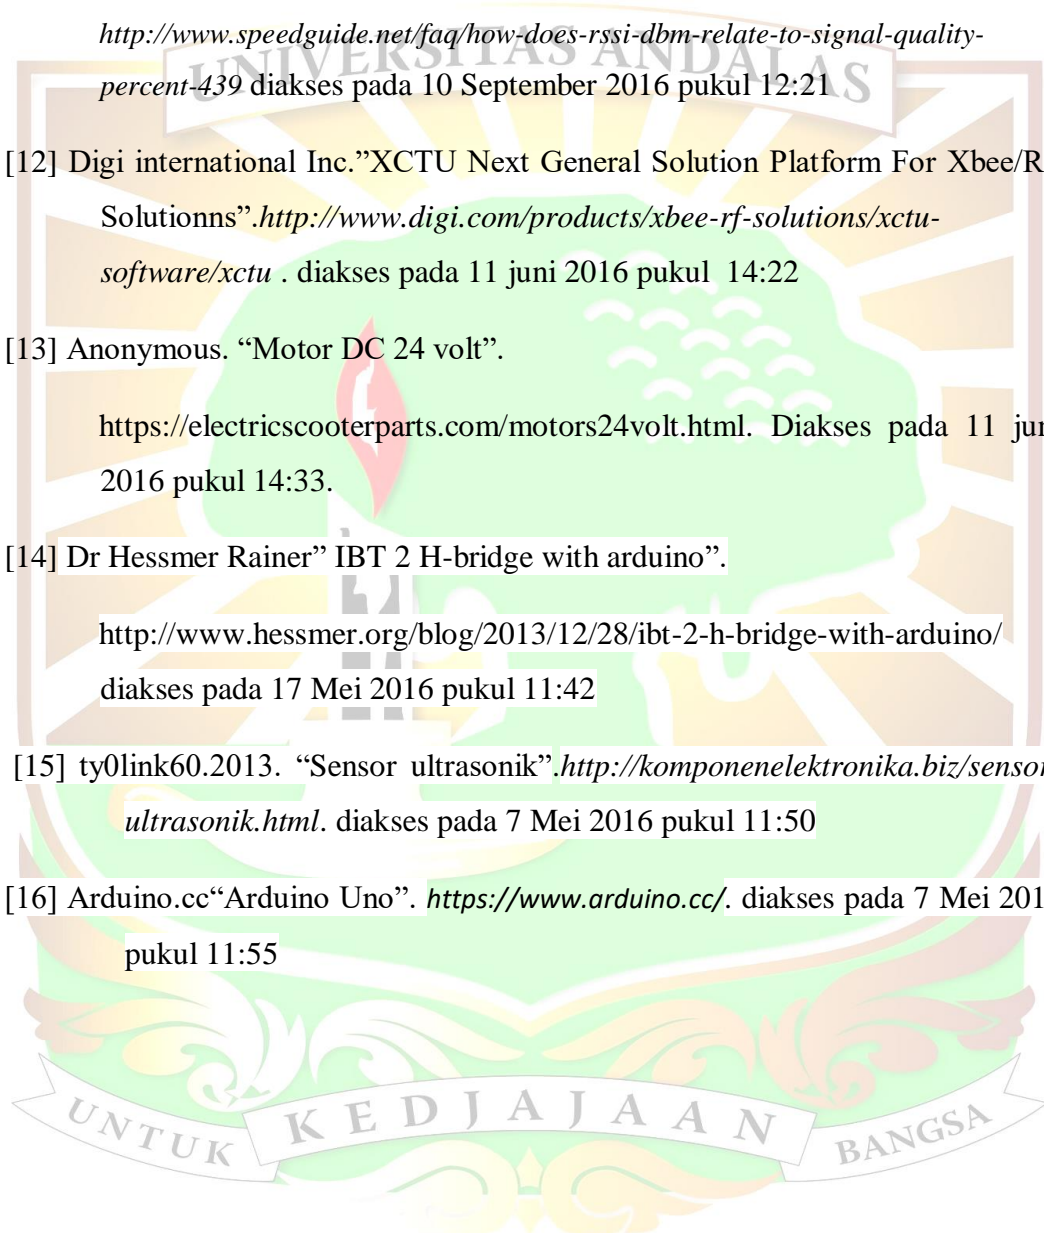 http://www.speedguide.net/faq/how-does-rssi-dbm-relate-to-signal-quality-
UNIVERSITAS ANDALAS
percent-439 diakses pada 10 September 2016 pukul 12:21
[12] Digi international Inc.”XCTU Next General Solution Platform For Xbee/R
Solutionns”.http://www.digi.com/products/xbee-rf-solutions/xctu-
software/xctu . diakses pada 11 juni 2016 pukul 14:22
[13] Anonymous. “Motor DC 24 volt”.
https://electricscooterparts.com/motors24volt.html. Diakses pada 11 jun
2016 pukul 14:33.
[14] Dr Hessmer Rainer” IBT 2 H-bridge with arduino”.
http://www.hessmer.org/blog/2013/12/28/ibt-2-h-bridge-with-arduino/
diakses pada 17 Mei 2016 pukul 11:42
[15] ty0link60.2013. “Sensor ultrasonik”.http://komponenelektronika.biz/sensor
ultrasonik.html. diakses pada 7 Mei 2016 pukul 11:50
[16] Arduino.cc“Arduino Uno”. https://www.arduino.cc/. diakses pada 7 Mei 201
pukul 11:55
UNTUK KEDJAJAAN BANGSA